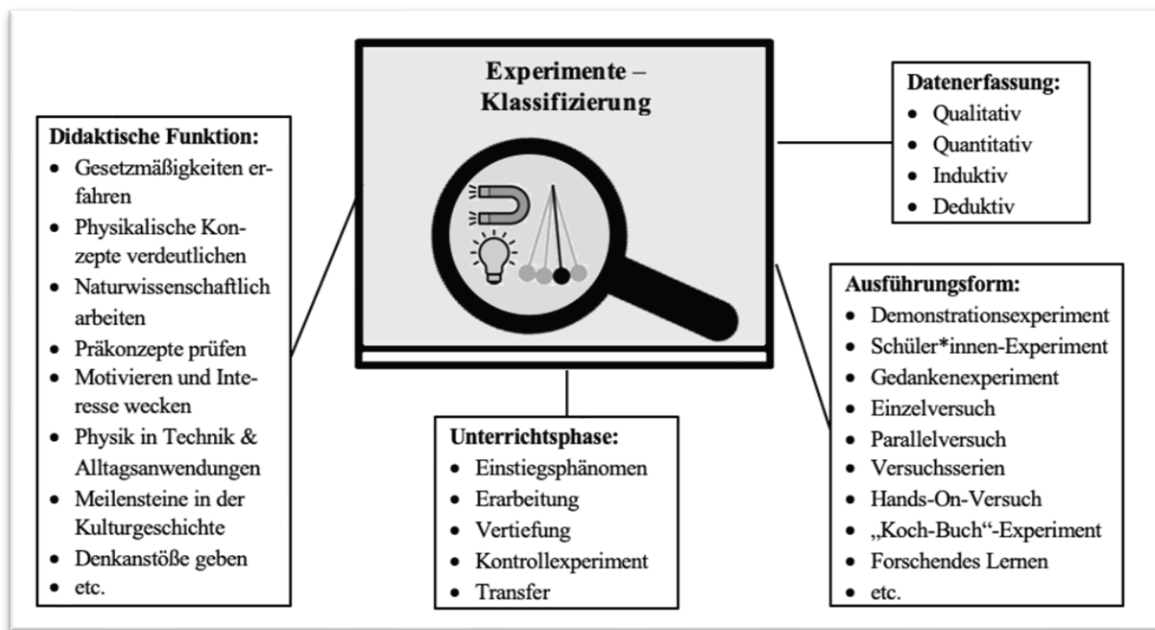 Experimente –
Klassifizierung
Didaktische Funktion:
• Gesetzmäßigkeiten er-
fahren
• Physikalische Kon-
zepte verdeutlichen
• Naturwissenschaftlich
arbeiten
• Präkonzepte prüfen
• Motivieren und Inte-
resse wecken
• Physik in Technik &
Alltagsanwendungen
• Meilensteine in der
Kulturgeschichte
• Denkanstöße geben
• etc.
Unterrichtsphase:
• Einstiegsphänomen
• Erarbeitung
• Vertiefung
• Kontrollexperiment
• Transfer
Datenerfassung:
• Qualitativ
• Quantitativ
• Induktiv
• Deduktiv
Ausführungsform:
• Demonstrationsexperiment
• Schüler*innen-Experiment
• Gedankenexperiment
• Einzelversuch
• Parallelversuch
• Versuchsserien
• Hands-On-Versuch
• „Koch-Buch“-Experiment
• Forschendes Lernen
• etc.